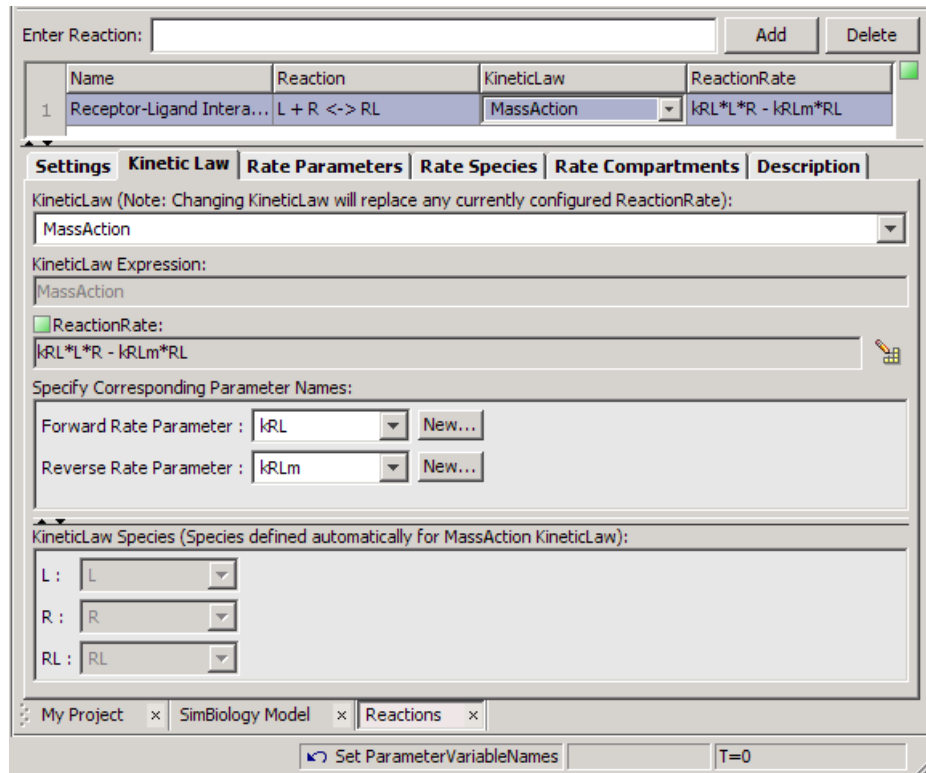 Enter Reaction: Add Delete
Name Reaction KineticLaw ReactionRate
1 Receptor-Ligand Intera... L + R <-> RL MassAction kRL*L*R - kRLm*RL
Settings Kinetic Law Rate Parameters Rate Species Rate Compartments Description
KineticLaw (Note: Changing KineticLaw will replace any currently configured ReactionRate):
MassAction
KineticLaw Expression:
MassAction
ReactionRate:
kRL*L*R - kRLm*RL
Specify Corresponding Parameter Names:
Forward Rate Parameter : kRL New...
Reverse Rate Parameter : kRLm New...
KineticLaw Species (Species defined automatically for MassAction KineticLaw):
L : L
R : R
RL : RL
My Project × SimBiology Model × Reactions ×
Set ParameterVariableNames T=0